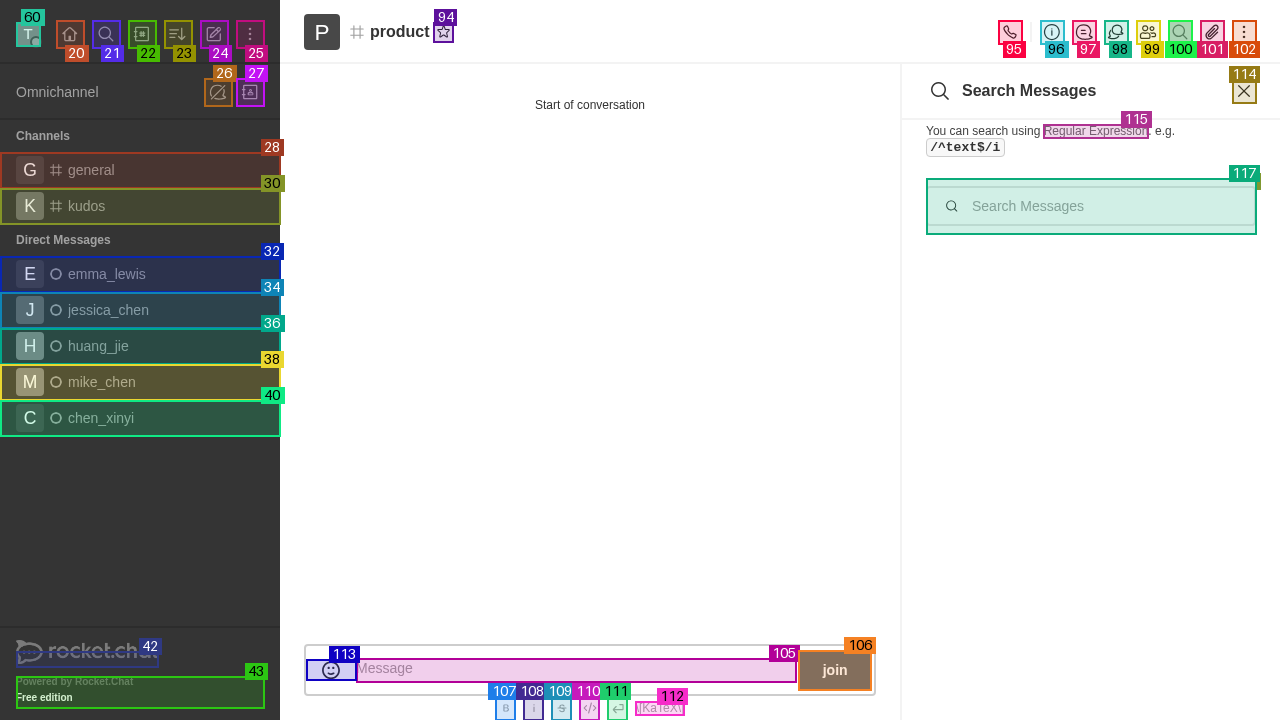 60
T
20
21
22
23
24
25
P
product
94
95
96
97
98
99
100
101
102
Omnichannel
26
27
Start of conversation
Search Messages
114
You can search using Regular Expression. e.g.
115
/^text$/i
117
Search Messages
Channels
28
G general
30
K kudos
Direct Messages
32
E emma_lewis
34
J jessica_chen
36
H huang_jie
38
M mike_chen
40
C chen_xinyi
rocket.chat
42
43
Powered by Rocket.Chat
Free edition
113
Message
105
106
join
107
108
109
110
111
112
B
i
S
</>
\[KaTeX\]